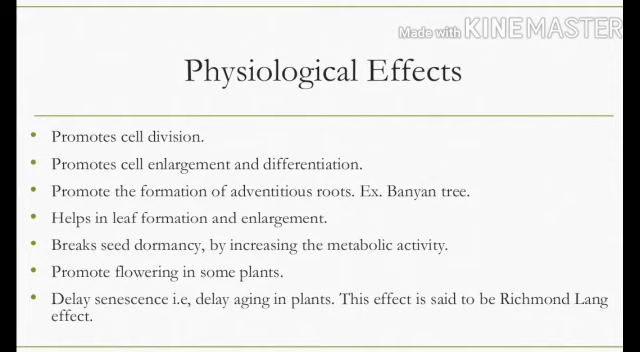 Made with KINEMASTER
Physiological Effects
• Promotes cell division.
• Promotes cell enlargement and differentiation.
• Promote the formation of adventitious roots. Ex. Banyan tree.
• Helps in leaf formation and enlargement.
• Breaks seed dormancy, by increasing the metabolic activity.
• Promote flowering in some plants.
• Delay senescence i.e, delay aging in plants. This effect is said to be Richmond Lang
effect.